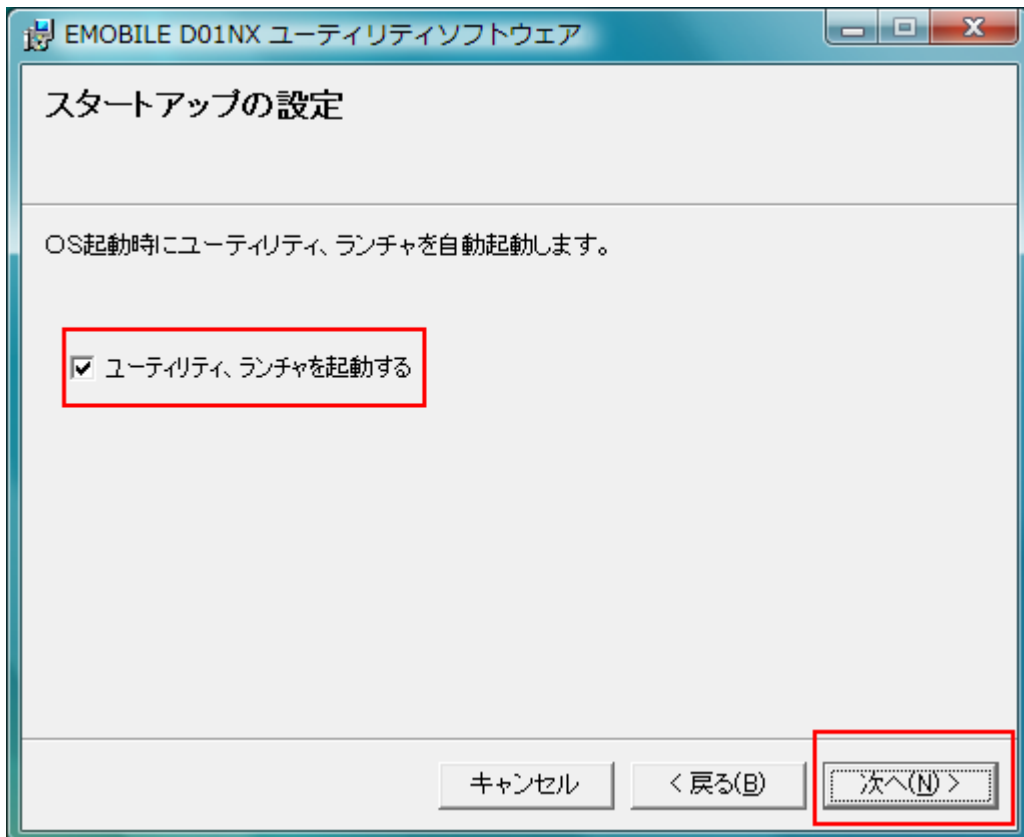 EMOBILE D01NX ユーティリティソフトウェア
スタートアップの設定
OS起動時にユーティリティ、ランチャを自動起動します。
ユーティリティ、ランチャを起動する
キャンセル
< 戻る(B)
次へ(N) >